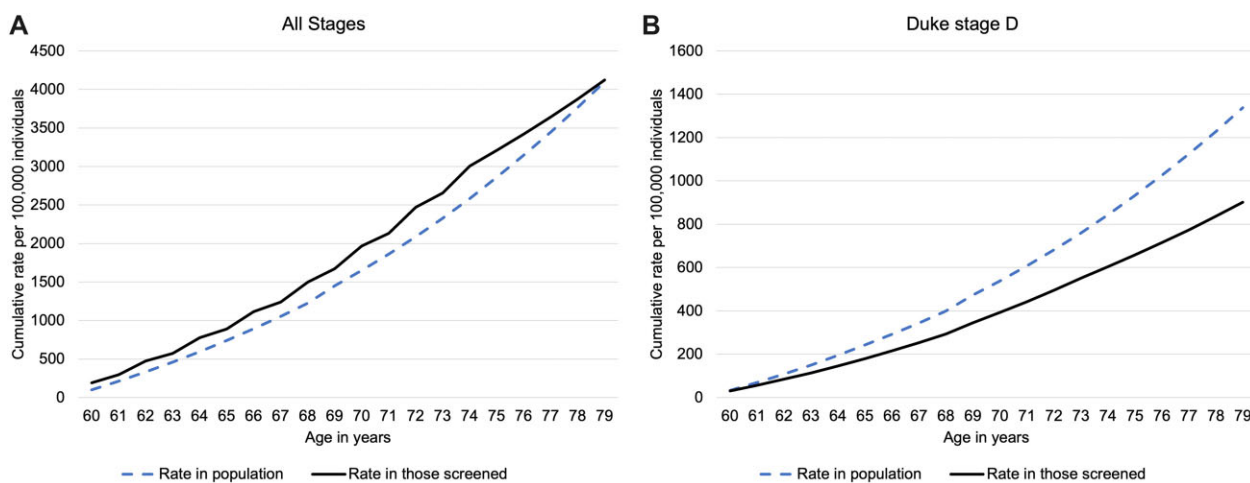 A
All Stages
Cumulative rate per 100,000 individuals
4500
4000
3500
3000
2500
2000
1500
1000
500
0
60 61 62 63 64 65 66 67 68 69 70 71 72 73 74 75 76 77 78 79
Age in years
Rate in population
Rate in those screened
B
Duke stage D
Cumulative rate per 100,000 individuals
1600
1400
1200
1000
800
600
400
200
0
60 61 62 63 64 65 66 67 68 69 70 71 72 73 74 75 76 77 78 79
Age in years
Rate in population
Rate in those screened